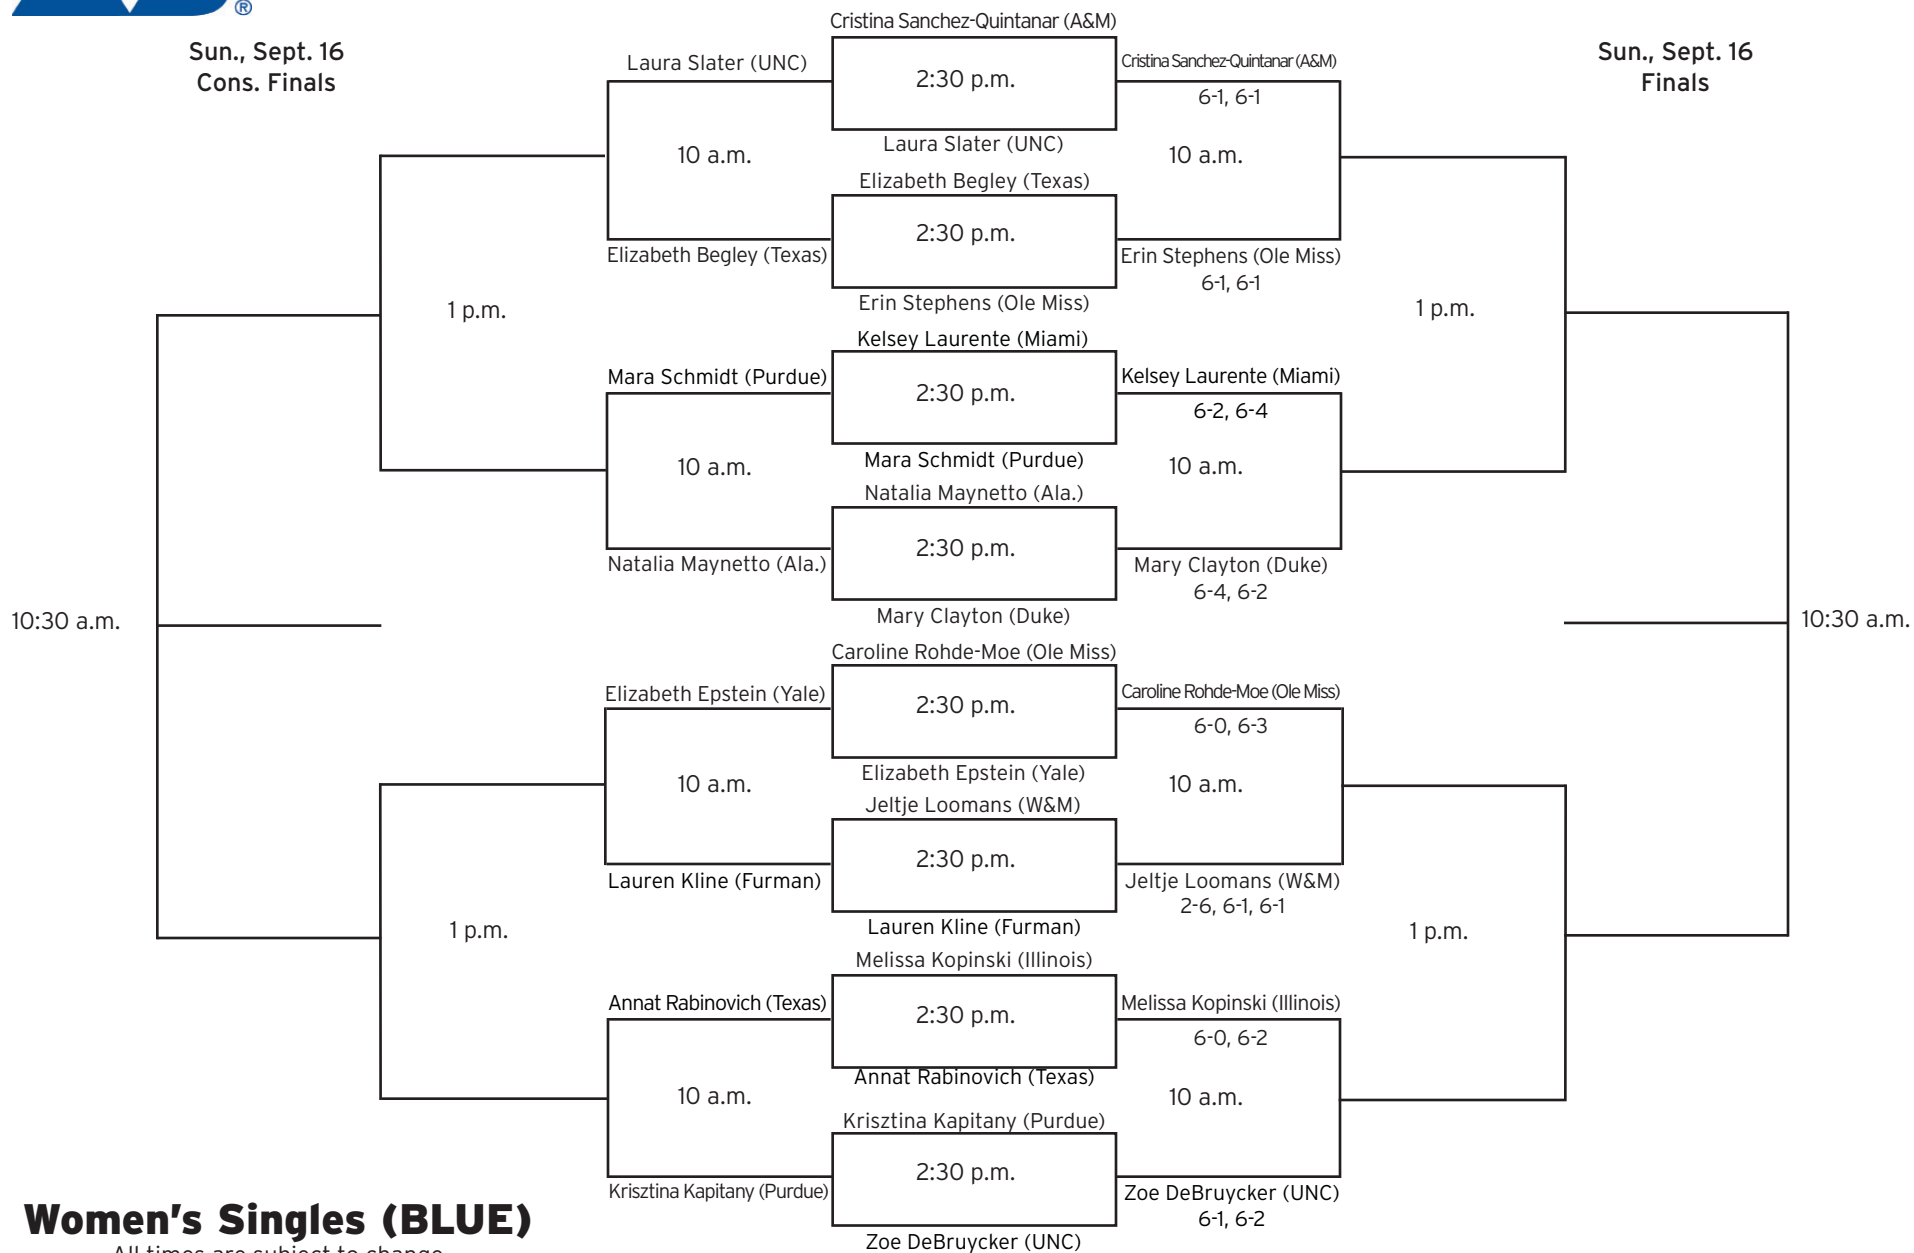 ®
Sun., Sept. 16
Cons. Finals
Sun., Sept. 16
Finals
Cristina Sanchez-Quintanar (A&M)
2:30 p.m.
Laura Slater (UNC)
Elizabeth Begley (Texas)
2:30 p.m.
Erin Stephens (Ole Miss)
Kelsey Laurente (Miami)
2:30 p.m.
Mara Schmidt (Purdue)
Natalia Maynetto (Ala.)
2:30 p.m.
Mary Clayton (Duke)
Caroline Rohde-Moe (Ole Miss)
2:30 p.m.
Elizabeth Epstein (Yale)
Jeltje Loomans (W&M)
2:30 p.m.
Lauren Kline (Furman)
Melissa Kopinski (Illinois)
2:30 p.m.
Annat Rabinovich (Texas)
Krisztina Kapitany (Purdue)
2:30 p.m.
Zoe DeBruycker (UNC)
Laura Slater (UNC)
10 a.m.
Elizabeth Begley (Texas)
1 p.m.
Mara Schmidt (Purdue)
10 a.m.
Natalia Maynetto (Ala.)
10:30 a.m.
Elizabeth Epstein (Yale)
10 a.m.
Lauren Kline (Furman)
1 p.m.
Annat Rabinovich (Texas)
10 a.m.
Krisztina Kapitany (Purdue)
Cristina Sanchez-Quintanar (A&M)
6-1, 6-1
10 a.m.
Erin Stephens (Ole Miss)
6-1, 6-1
1 p.m.
Kelsey Laurente (Miami)
6-2, 6-4
10 a.m.
Mary Clayton (Duke)
6-4, 6-2
10:30 a.m.
Caroline Rohde-Moe (Ole Miss)
6-0, 6-3
10 a.m.
Jeltje Loomans (W&M)
2-6, 6-1, 6-1
1 p.m.
Melissa Kopinski (Illinois)
6-0, 6-2
10 a.m.
Zoe DeBruycker (UNC)
6-1, 6-2
Women's Singles (BLUE)
All times are subject to change